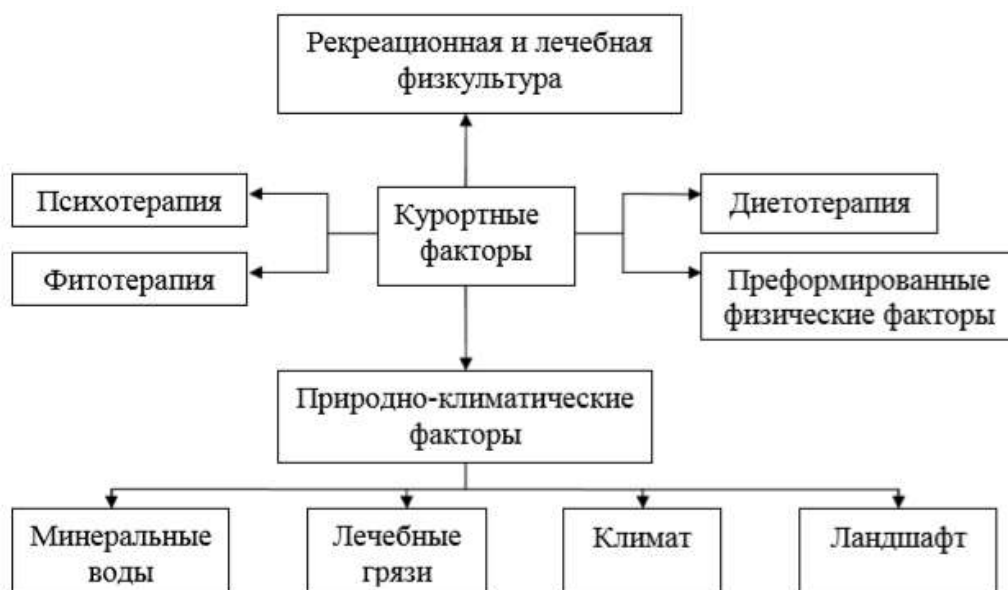 Рекреационная и лечебная
физкультура
Психотерапия
Фитотерапия
Курортные
факторы
Диетотерапия
Преформированные
физические факторы
Природно-климатические
факторы
Минеральные
воды
Лечебные
грязи
Климат
Ландшафт